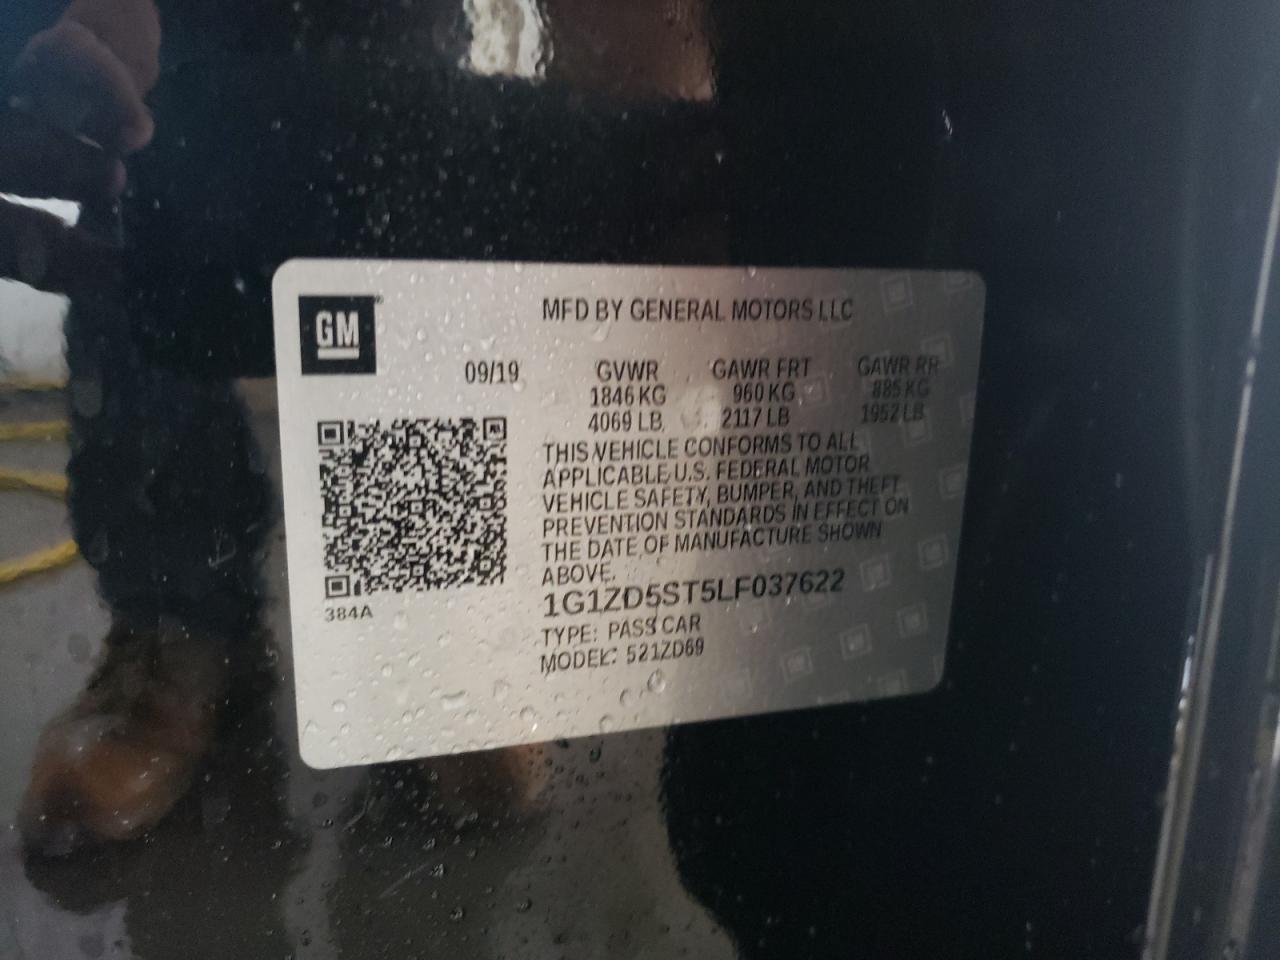 GM
MFD BY GENERAL MOTORS LLC
09/19 GVWR GAWR FRT GAWR RR
1846 KG 960 KG 885 KG
4069 LB 2117 LB 1952 LB
THIS VEHICLE CONFORMS TO ALL
APPLICABLE U.S. FEDERAL MOTOR
VEHICLE SAFETY, BUMPER, AND THEFT
PREVENTION STANDARDS IN EFFECT ON
THE DATE OF MANUFACTURE SHOWN
ABOVE.
1G1ZD5ST5LF037622
384A
TYPE: PASS CAR
MODEL: 521ZD69